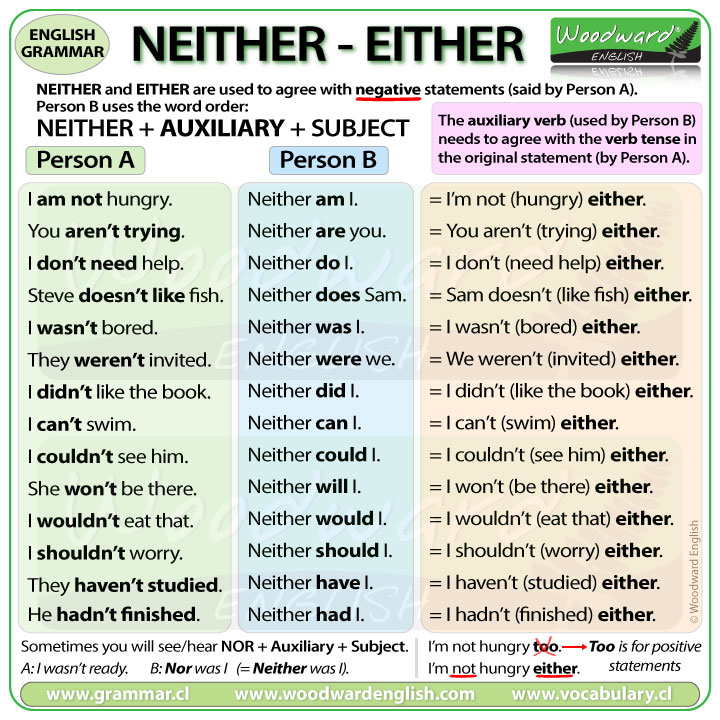 ENGLISH
GRAMMAR
NEITHER - EITHER
Woodward®
ENGLISH
NEITHER and EITHER are used to agree with negative statements (said by Person A).
Person B uses the word order:
NEITHER + AUXILIARY + SUBJECT
The auxiliary verb (used by Person B)
needs to agree with the verb tense in
the original statement (by Person A).
Person A
Person B
I am not hungry. Neither am I. = I’m not (hungry) either.
You aren’t trying. Neither are you. = You aren’t (trying) either.
I don’t need help. Neither do I. = I don’t (need help) either.
Steve doesn’t like fish. Neither does Sam. = Sam doesn’t (like fish) either.
I wasn’t bored. Neither was I. = I wasn’t (bored) either.
They weren’t invited. Neither were we. = We weren’t (invited) either.
I didn’t like the book. Neither did I. = I didn’t (like the book) either.
I can’t swim. Neither can I. = I can’t (swim) either.
I couldn’t see him. Neither could I. = I couldn’t (see him) either.
She won’t be there. Neither will I. = I won’t (be there) either.
I wouldn’t eat that. Neither would I. = I wouldn’t (eat that) either.
I shouldn’t worry. Neither should I. = I shouldn’t (worry) either.
They haven’t studied. Neither have I. = I haven’t (studied) either.
He hadn’t finished. Neither had I. = I hadn’t (finished) either.
Woodward
ENGLISH
Woodward
ENGLISH
© Woodward English
Sometimes you will see/hear NOR + Auxiliary + Subject.
A: I wasn’t ready. B: Nor was I (= Neither was I).
I’m not hungry too. Too is for positive
statements
I’m not hungry either.
www.grammar.cl www.woodwardenglish.com www.vocabulary.cl